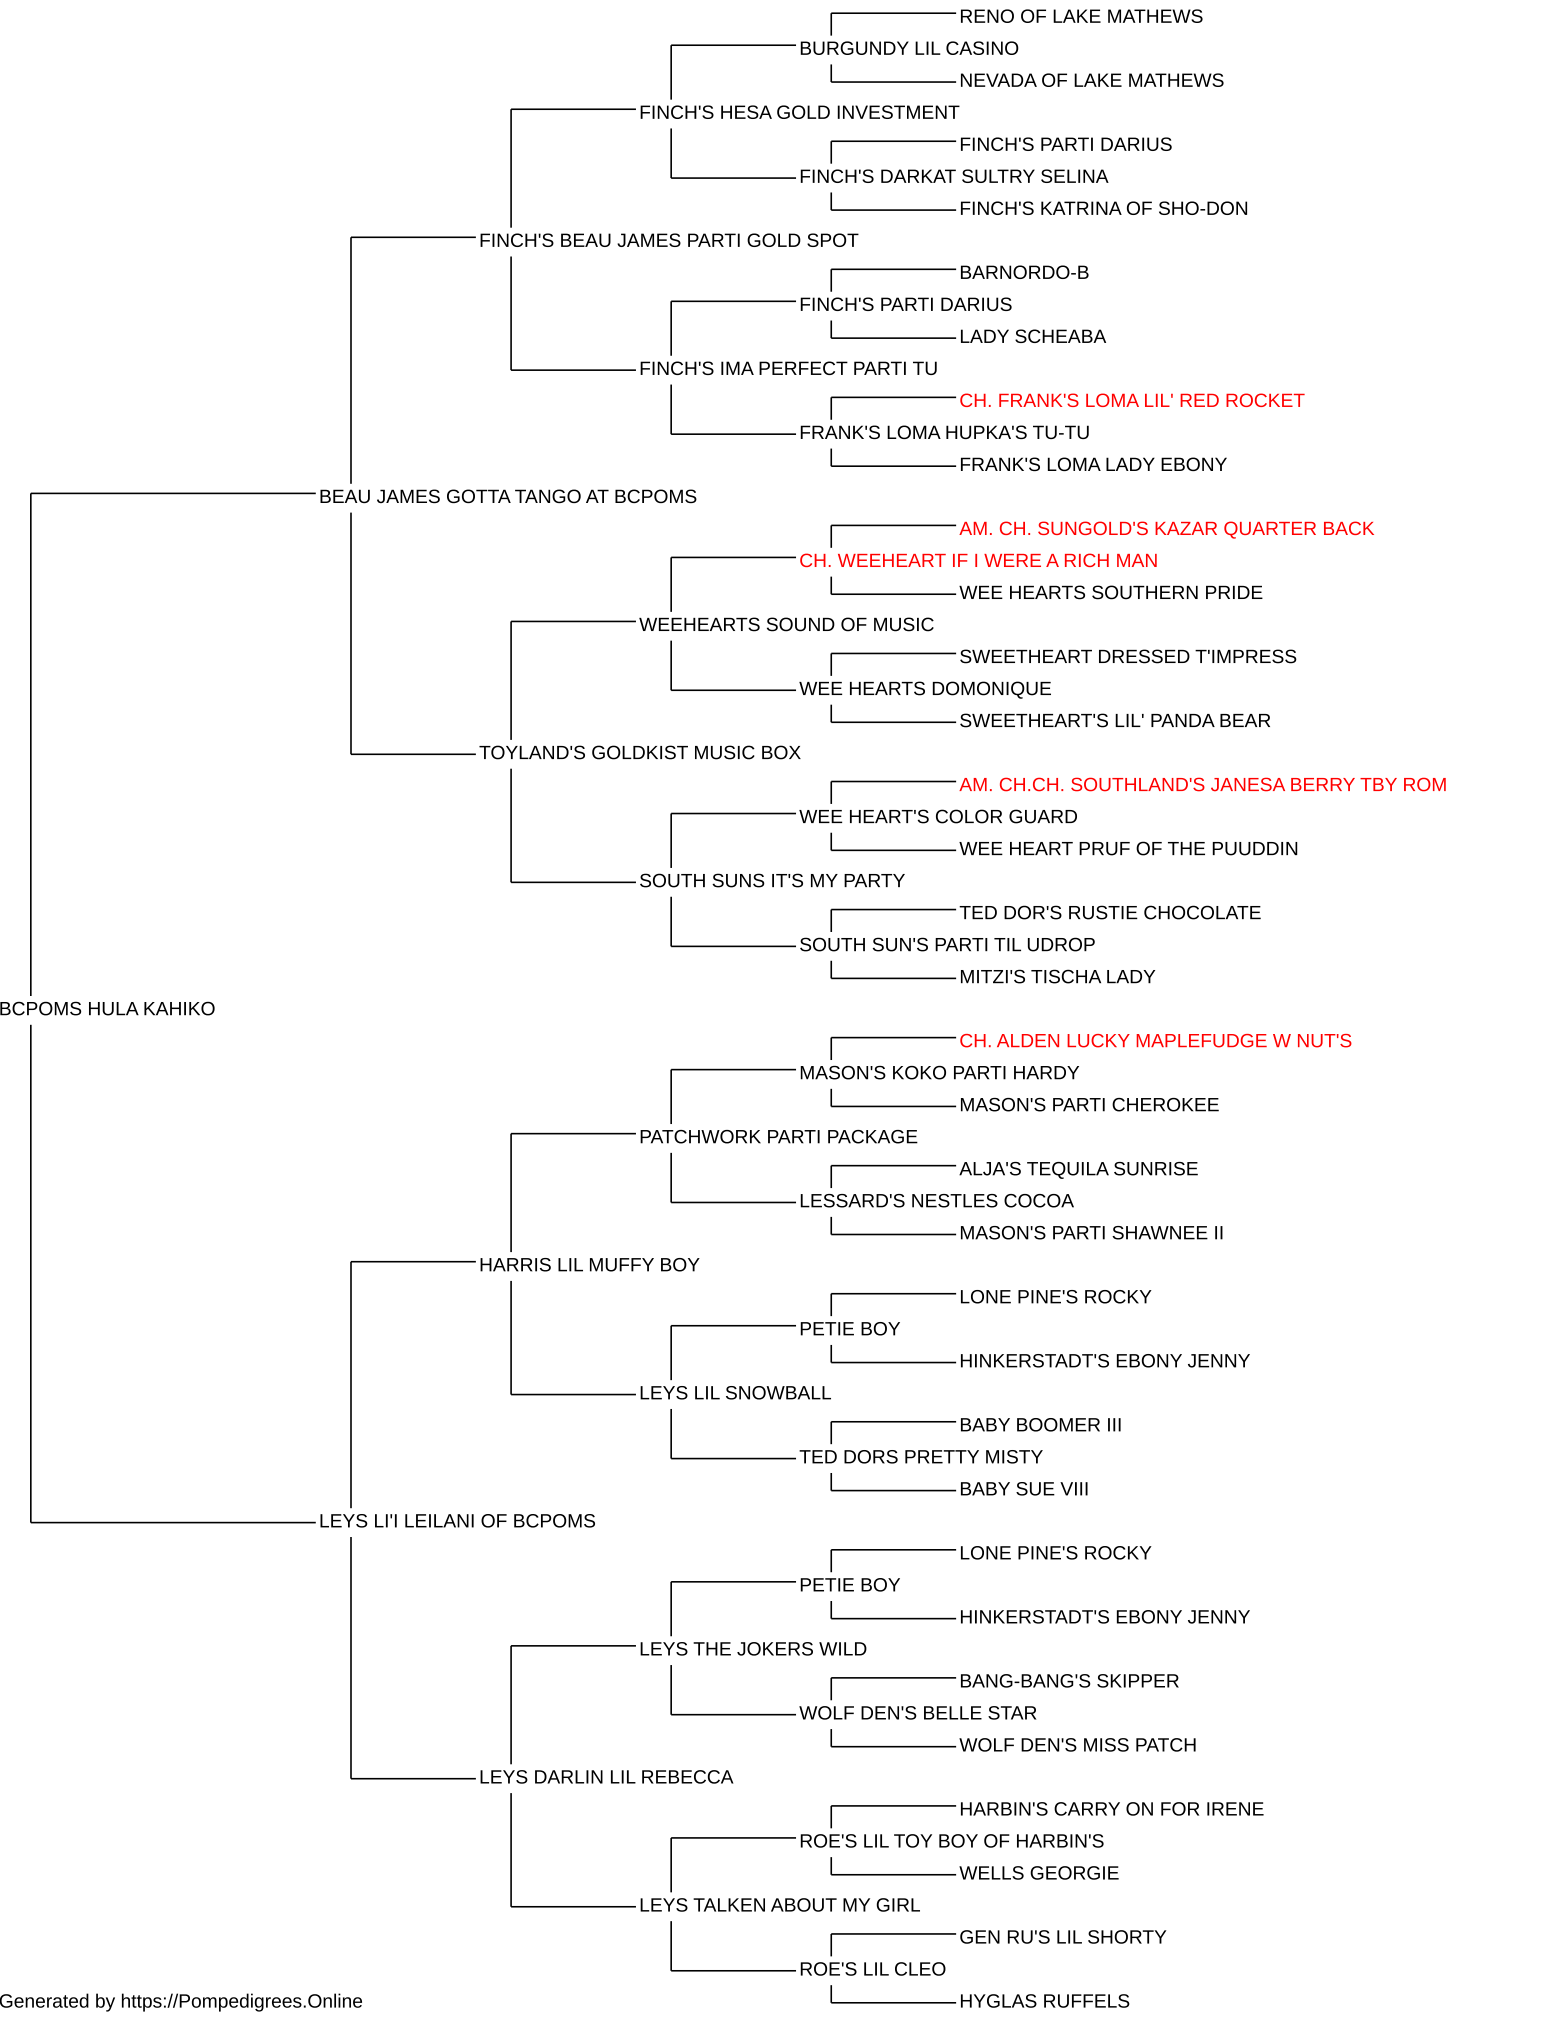 RENO OF LAKE MATHEWS
BURGUNDY LIL CASINO
NEVADA OF LAKE MATHEWS
FINCH'S HESA GOLD INVESTMENT
FINCH'S PARTI DARIUS
FINCH'S DARKAT SULTRY SELINA
FINCH'S KATRINA OF SHO-DON
FINCH'S BEAU JAMES PARTI GOLD SPOT
BARNORDO-B
FINCH'S PARTI DARIUS
LADY SCHEABA
FINCH'S IMA PERFECT PARTI TU
CH. FRANK'S LOMA LIL' RED ROCKET
FRANK'S LOMA HUPKA'S TU-TU
FRANK'S LOMA LADY EBONY
BEAU JAMES GOTTA TANGO AT BCPOMS
AM. CH. SUNGOLD'S KAZAR QUARTER BACK
CH. WEEHEART IF I WERE A RICH MAN
WEE HEARTS SOUTHERN PRIDE
WEEHEARTS SOUND OF MUSIC
SWEETHEART DRESSED T'IMPRESS
WEE HEARTS DOMONIQUE
SWEETHEART'S LIL' PANDA BEAR
TOYLAND'S GOLDKIST MUSIC BOX
AM. CH.CH. SOUTHLAND'S JANESA BERRY TBY ROM
WEE HEART'S COLOR GUARD
WEE HEART PRUF OF THE PUUDDIN
SOUTH SUNS IT'S MY PARTY
TED DOR'S RUSTIE CHOCOLATE
SOUTH SUN'S PARTI TIL UDROP
MITZI'S TISCHA LADY
BCPOMS HULA KAHIKO
CH. ALDEN LUCKY MAPLEFUDGE W NUT'S
MASON'S KOKO PARTI HARDY
MASON'S PARTI CHEROKEE
PATCHWORK PARTI PACKAGE
ALJA'S TEQUILA SUNRISE
LESSARD'S NESTLES COCOA
MASON'S PARTI SHAWNEE II
HARRIS LIL MUFFY BOY
LONE PINE'S ROCKY
PETIE BOY
HINKERSTADT'S EBONY JENNY
LEYS LIL SNOWBALL
BABY BOOMER III
TED DORS PRETTY MISTY
BABY SUE VIII
LEYS LI'I LEILANI OF BCPOMS
LONE PINE'S ROCKY
PETIE BOY
HINKERSTADT'S EBONY JENNY
LEYS THE JOKERS WILD
BANG-BANG'S SKIPPER
WOLF DEN'S BELLE STAR
WOLF DEN'S MISS PATCH
LEYS DARLIN LIL REBECCA
HARBIN'S CARRY ON FOR IRENE
ROE'S LIL TOY BOY OF HARBIN'S
WELLS GEORGIE
LEYS TALKEN ABOUT MY GIRL
GEN RU'S LIL SHORTY
ROE'S LIL CLEO
HYGLAS RUFFELS
Generated by https://Pompedigrees.Online